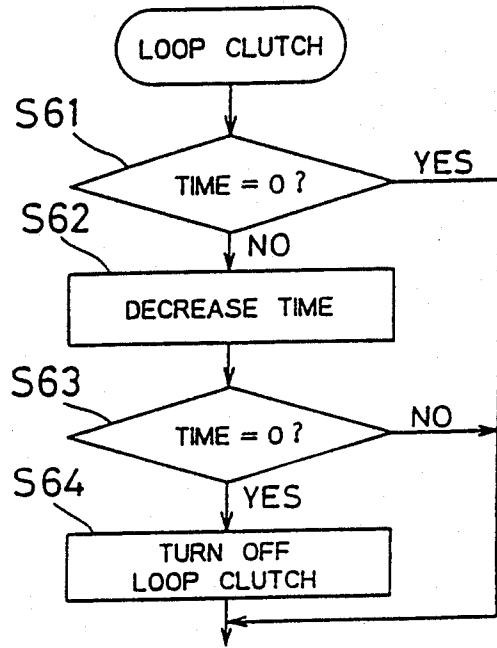 LOOP CLUTCH
S61
TIME = 0 ?
YES
S62
NO
DECREASE TIME
S63
TIME = 0 ?
NO
S64
YES
TURN OFF
LOOP CLUTCH